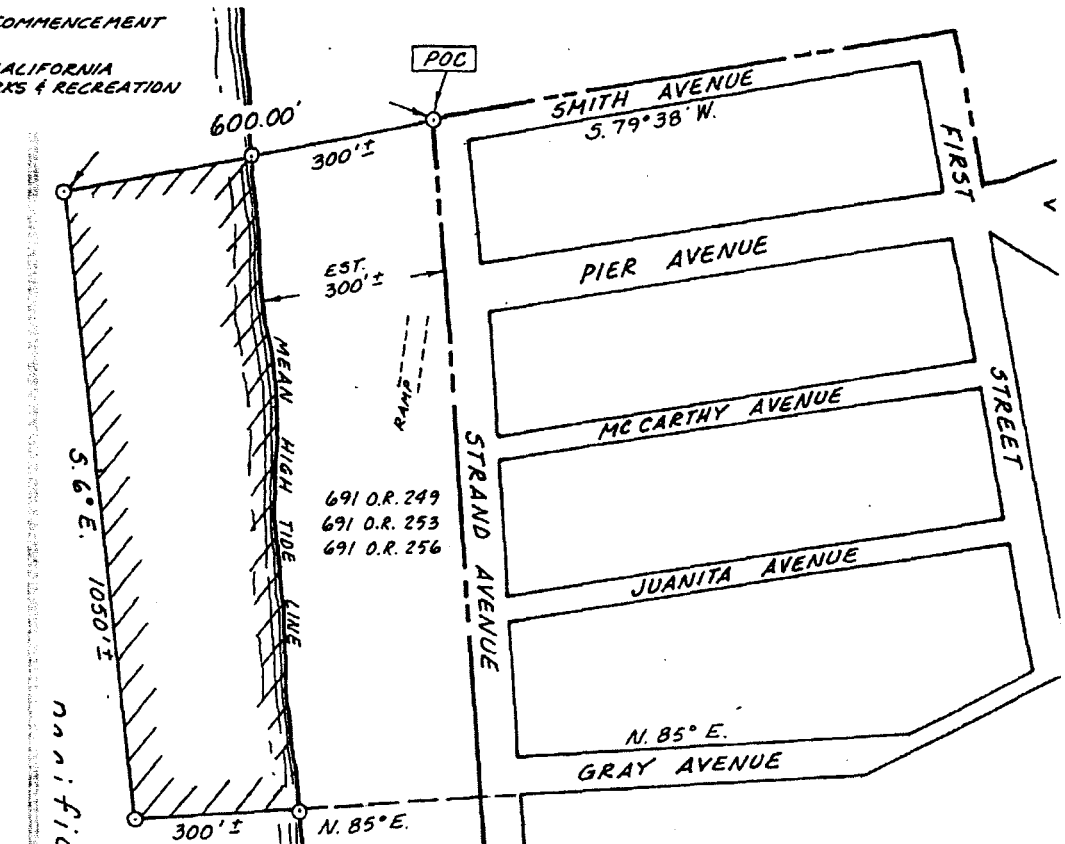 COMMENCEMENT
CALIFORNIA
RKS & RECREATION
POC
600.00'
300'±
SMITH AVENUE
S. 79° 38' W.
FIRST
STREET
V
PIER AVENUE
EST.
300'±
RAMP
MEAN HIGH TIDE LINE
MC CARTHY AVENUE
STRAND AVENUE
691 O.R. 249
691 O.R. 253
691 O.R. 256
S. 6° E. 1050'±
JUANITA AVENUE
N. 85° E.
GRAY AVENUE
300'±
N. 85° E.